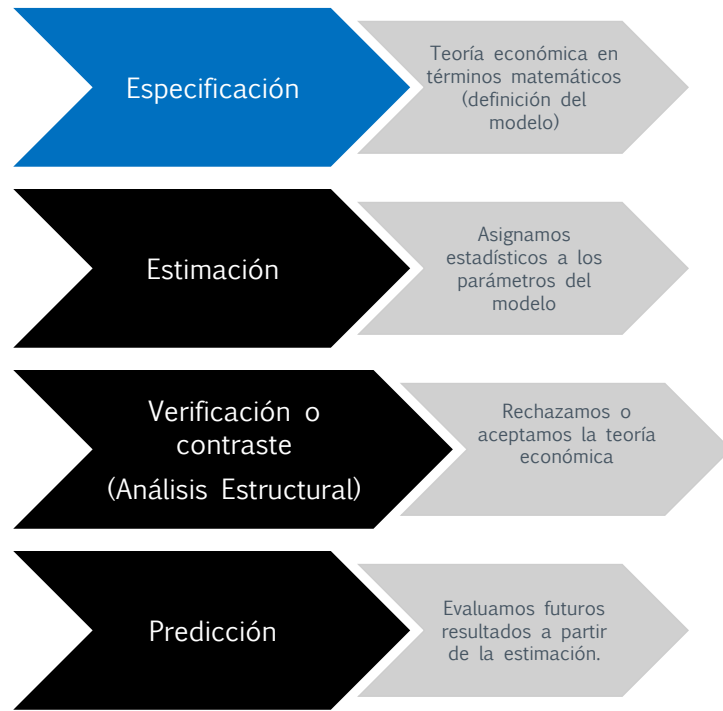 Especificación
Teoría económica en
términos matemáticos
(definición del
modelo)
Estimación
Asignamos
estadísticos a los
parámetros del
modelo
Verificación o
contraste
(Análisis Estructural)
Rechazamos o
aceptamos la teoría
económica
Predicción
Evaluamos futuros
resultados a partir
de la estimación.